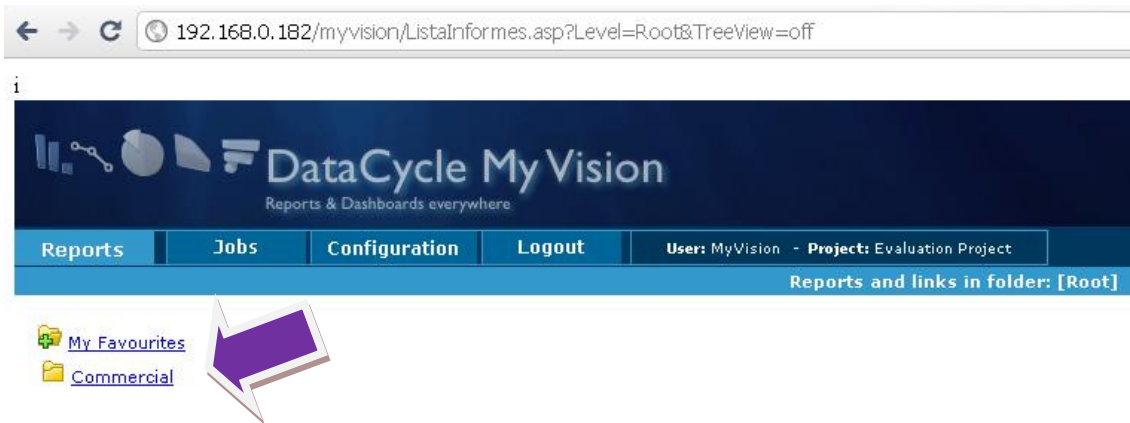 192.168.0.182/myvision/ListaInformes.asp?Level=Root&TreeView=off
i
DataCycle My Vision
Reports & Dashboards everywhere
Reports Jobs Configuration Logout User: MyVision - Project: Evaluation Project
Reports and links in folder: [Root]
My Favourites
Commercial